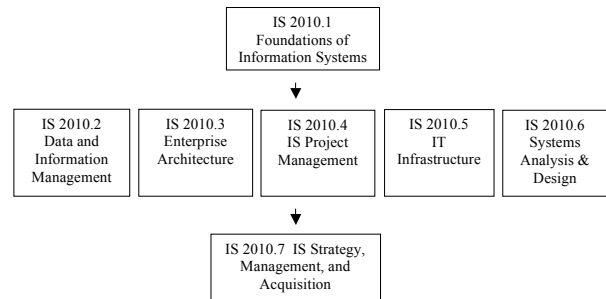 IS 2010.1
Foundations of
Information Systems
IS 2010.2
Data and
Information
Management
IS 2010.3
Enterprise
Architecture
IS 2010.4
IS Project
Management
IS 2010.5
IT
Infrastructure
IS 2010.6
Systems
Analysis &
Design
IS 2010.7 IS Strategy,
Management, and
Acquisition